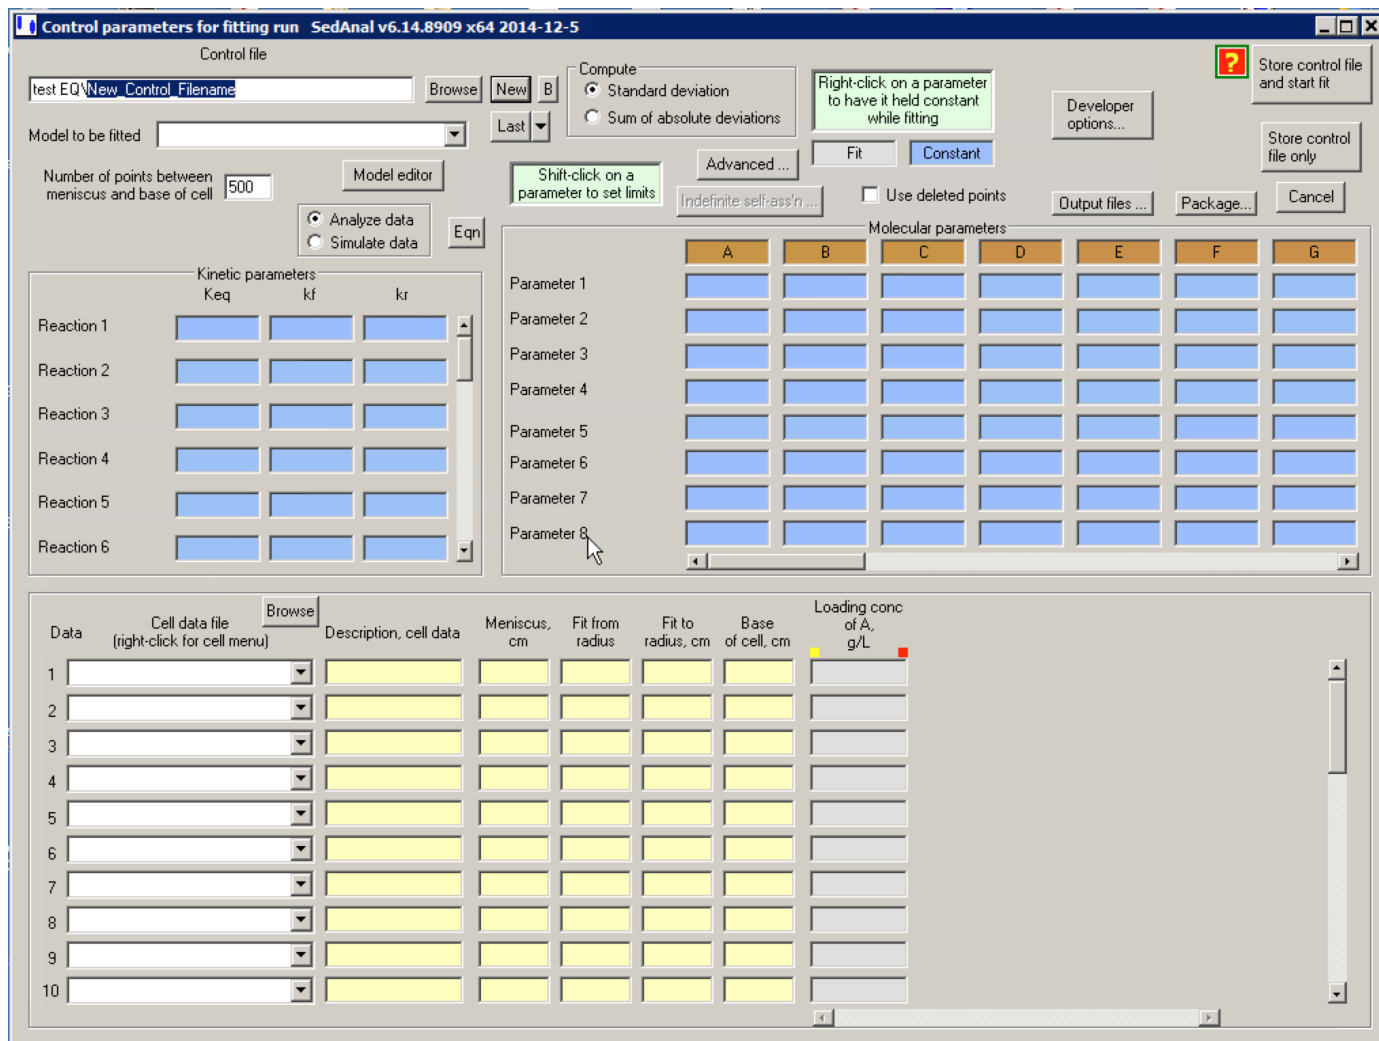 Control parameters for fitting run SedAnal v6.14.8909 x64 2014-12-5
Control file
test EQ\New_Control_Filename
Browse
New
B
Last
Model to be fitted
Number of points between
meniscus and base of cell
500
Model editor
Analyze data
Simulate data
Eqn
Compute
Standard deviation
Sum of absolute deviations
Right-click on a parameter
to have it held constant
while fitting
Fit
Constant
Shift-click on a
parameter to set limits
Advanced ...
Indefinite self-ass'n ...
Use deleted points
Developer
options...
?
Store control file
and start fit
Store control
file only
Output files ...
Package...
Cancel
Kinetic parameters
Keq kf kr
Reaction 1
Reaction 2
Reaction 3
Reaction 4
Reaction 5
Reaction 6
Molecular parameters
A B C D E F G
Parameter 1
Parameter 2
Parameter 3
Parameter 4
Parameter 5
Parameter 6
Parameter 7
Parameter 8
Data
Cell data file
(right-click for cell menu)
Browse
Description, cell data
Meniscus,
cm
Fit from
radius
Fit to
radius, cm
Base
of cell, cm
Loading conc
of A,
g/L
1
2
3
4
5
6
7
8
9
10